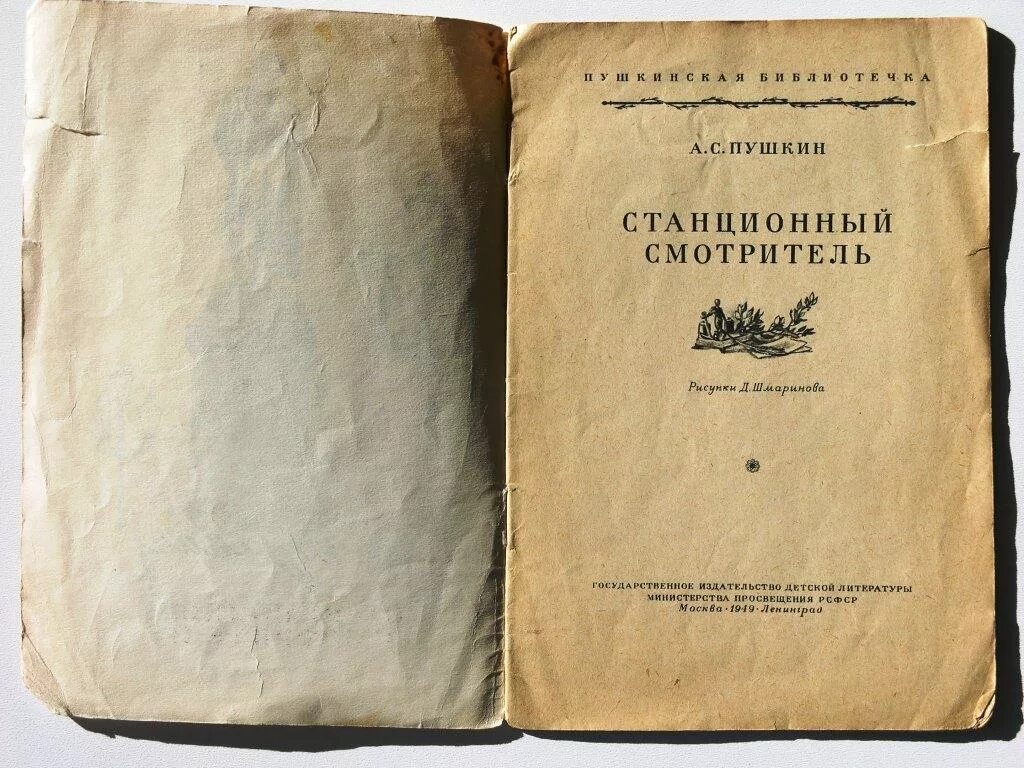 ПУШКИНСКАЯ БИБЛИОТЕЧКА
А.С.ПУШКИН
СТАНЦИОННЫЙ
СМОТРИТЕЛЬ
Рисунки Д.Шмаринова
ГОСУДАРСТВЕННОЕ ИЗДАТЕЛЬСТВО ДЕТСКОЙ ЛИТЕРАТУРЫ
МИНИСТЕРСТВА ПРОСВЕЩЕНИЯ РСФСР
Москва · 1949 · Ленинград